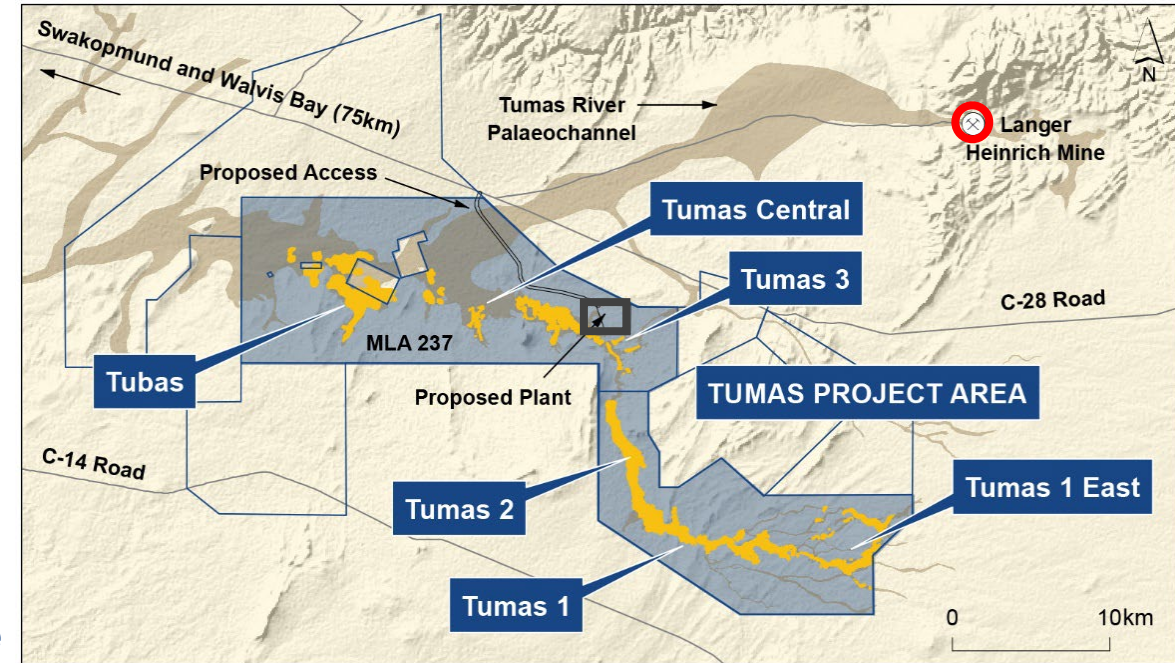 Swakopmund and Walvis Bay (75km)
N
Tumas River
Palaeochannel
Langer
Heinrich Mine
Proposed Access
Tumas Central
Tumas 3
C-28 Road
MLA 237
Tubas
Proposed Plant
TUMAS PROJECT AREA
C-14 Road
Tumas 2
Tumas 1 East
Tumas 1
0 10km